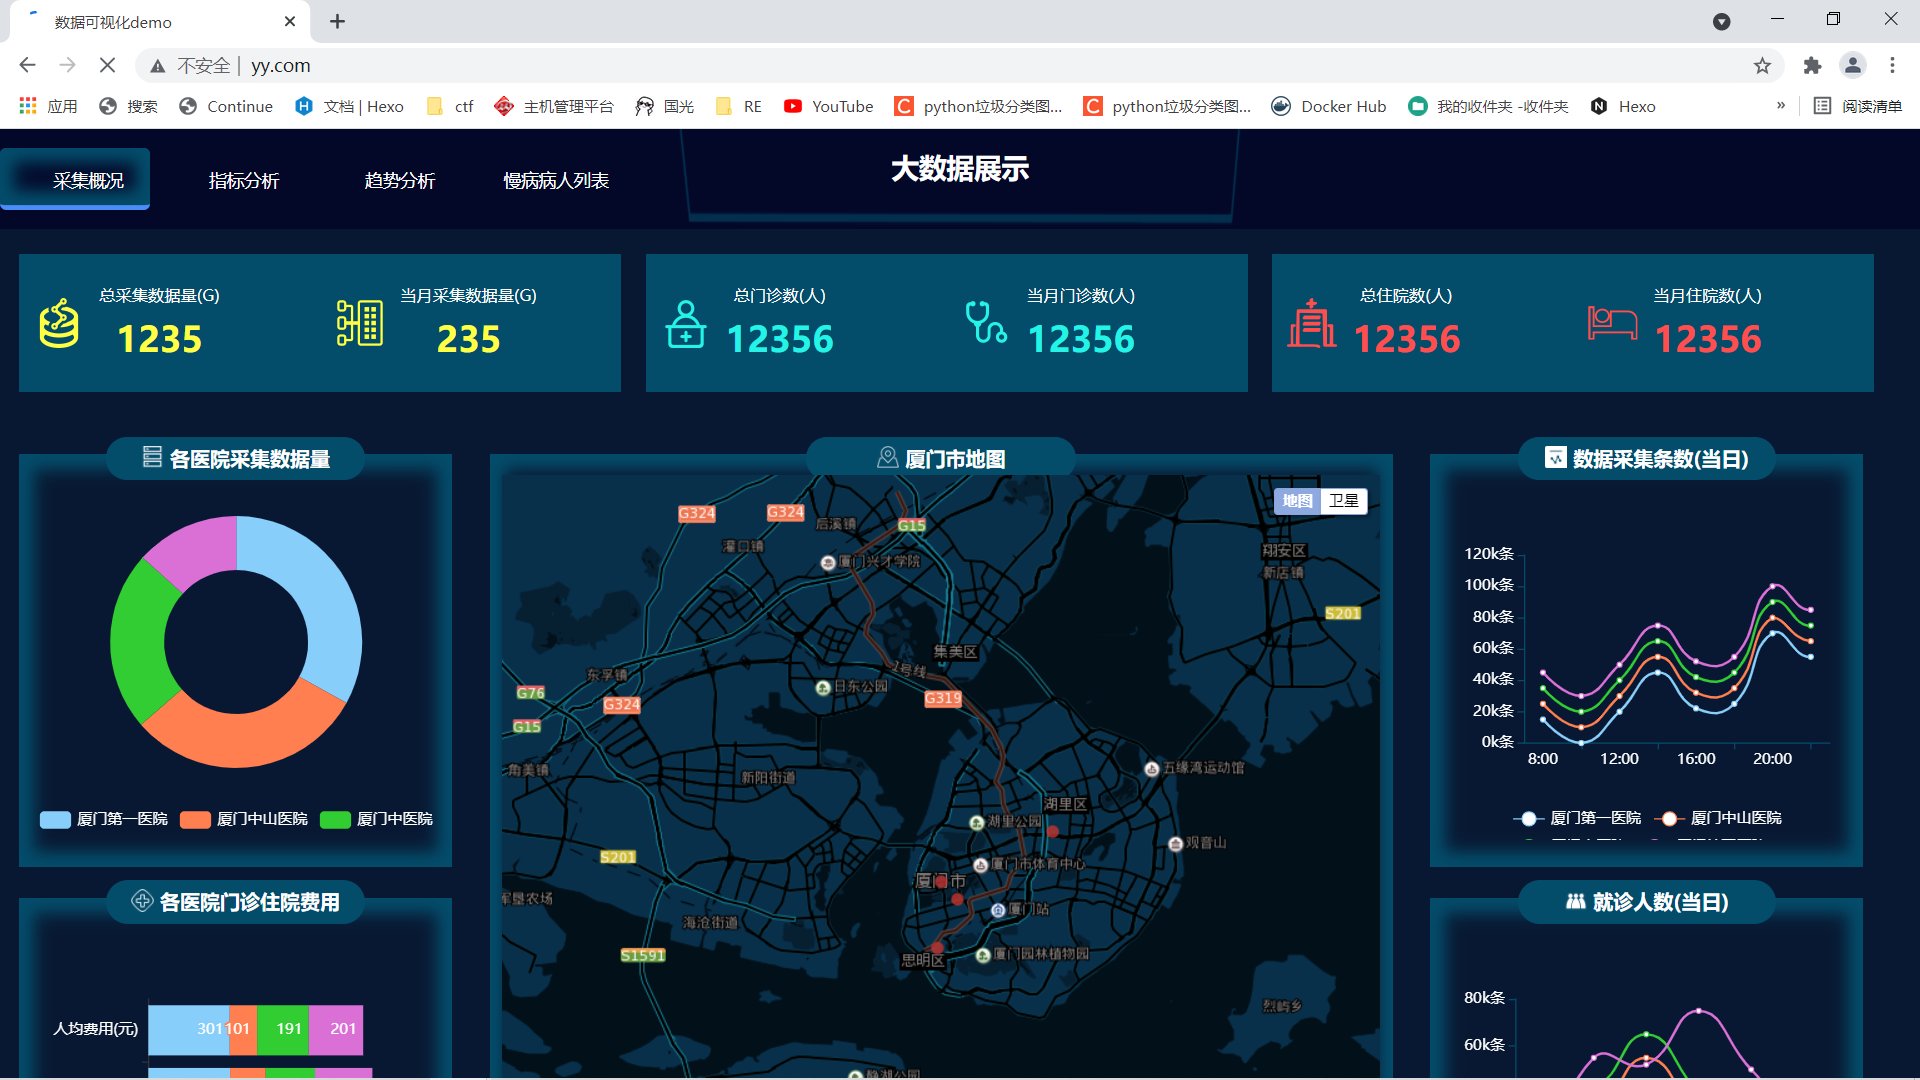 数据可视化demo
不安全 | yy.com
应用 搜索 Continue 文档 | Hexo ctf 主机管理平台 国光 RE YouTube python垃圾分类图... python垃圾分类图... Docker Hub 我的收件夹 -收件夹 Hexo » 阅读清单
采集概况 指标分析 趋势分析 慢病病人列表
大数据展示
总采集数据量(G)
1235
当月采集数据量(G)
235
总门诊数(人)
12356
当月门诊数(人)
12356
总住院数(人)
12356
当月住院数(人)
12356
各医院采集数据量
厦门第一医院 厦门中山医院 厦门中医院
各医院门诊住院费用
人均费用(元) 301 101 191 201
厦门市地图
地图 卫星
G324 G324
后溪镇 G15
灌口镇
厦门兴才学院
翔安区
新店镇
S201
集美区
1号线
东孚镇
日东公园
G76
G324 G319
G15
角美镇
新阳街道
五缘湾运动馆
湖里区
湖里公园
观音山
S201
厦门市体育中心
厦门市
军垦农场
厦门站
海沧街道
S1591
思明区
厦门园林植物园
烈屿乡
数据采集条数(当日)
120k条
100k条
80k条
60k条
40k条
20k条
0k条
8:00 12:00 16:00 20:00
厦门第一医院 厦门中山医院
就诊人数(当日)
80k条
60k条